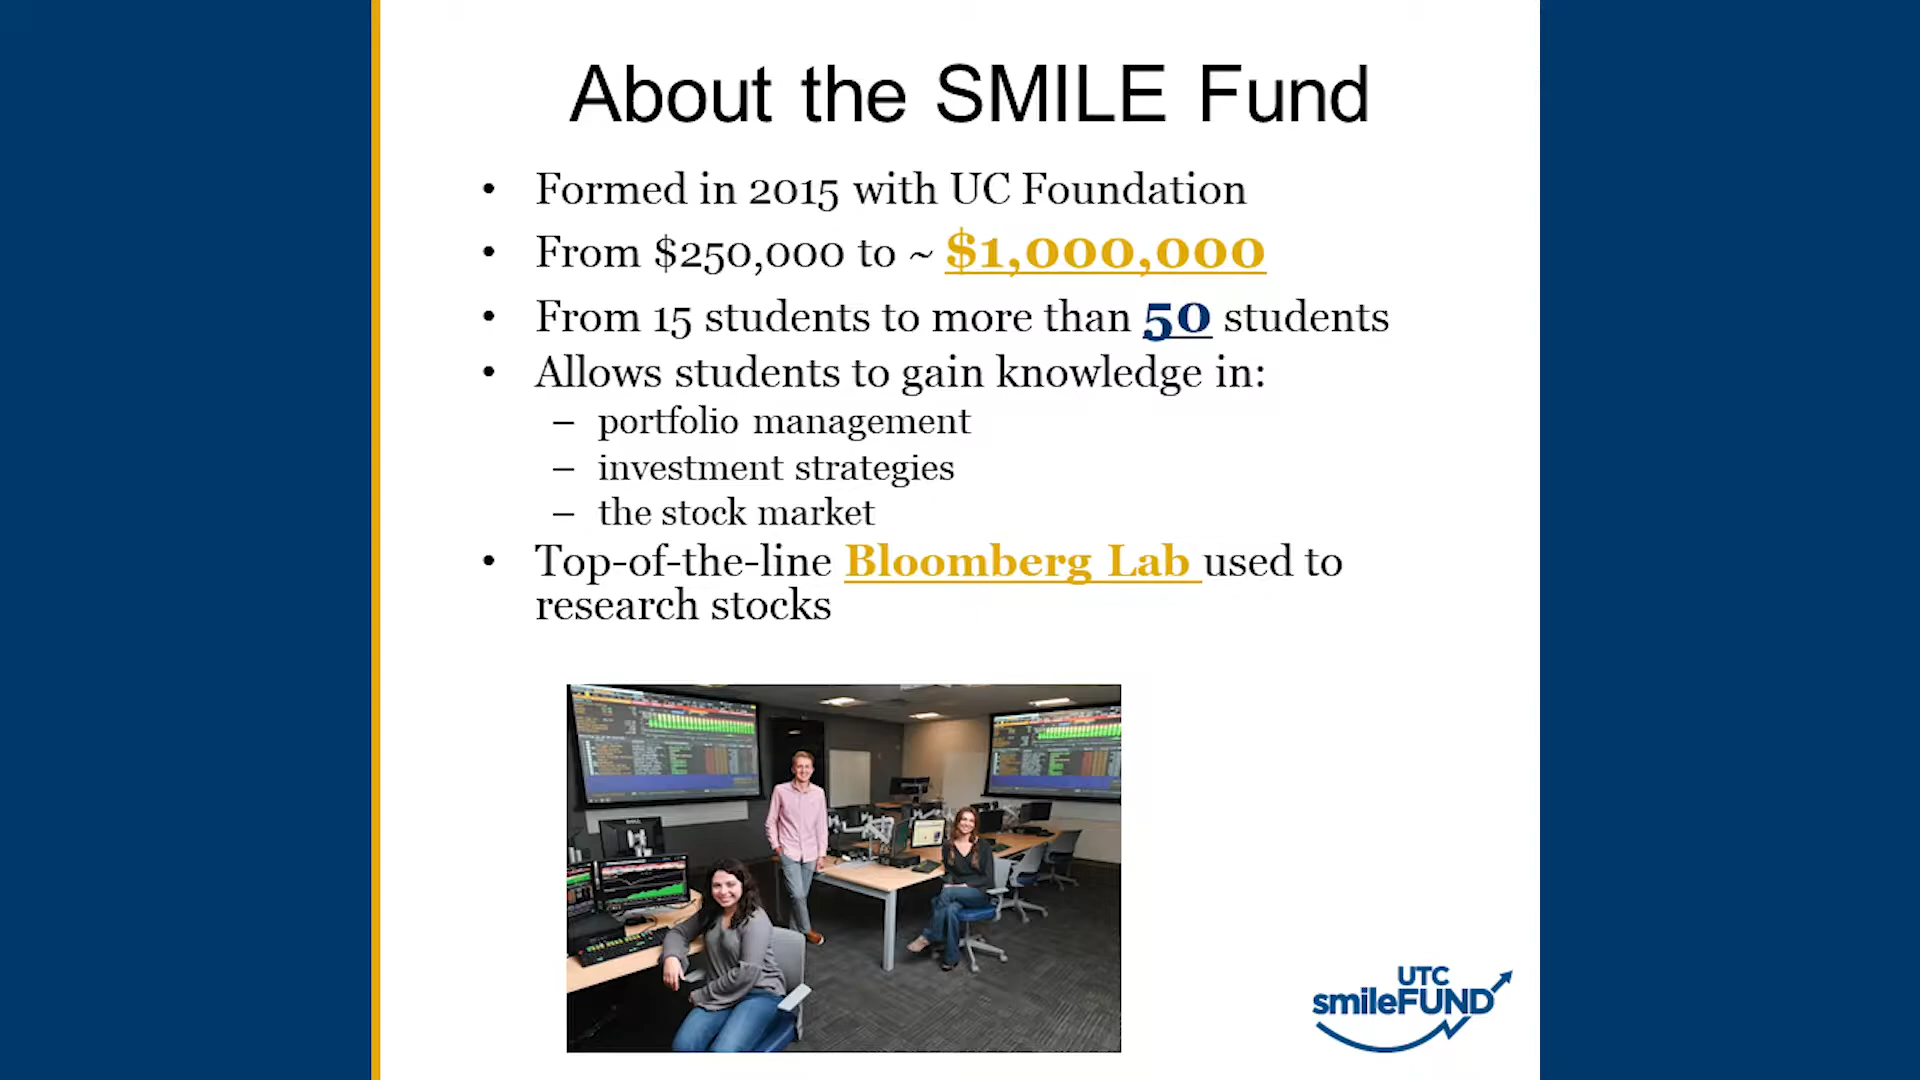 About the SMILE Fund
• Formed in 2015 with UC Foundation
• From $250,000 to ~ $1,000,000
• From 15 students to more than 50 students
• Allows students to gain knowledge in:
– portfolio management
– investment strategies
– the stock market
• Top-of-the-line Bloomberg Lab used to
research stocks
UTC
smileFUND